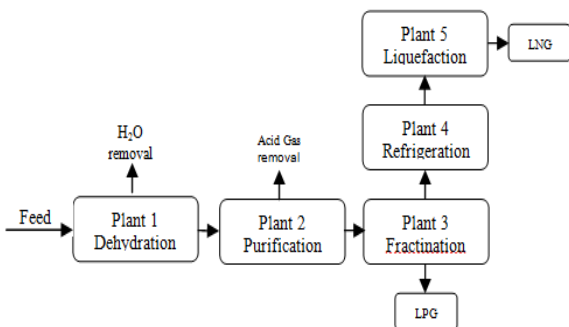 Plant 5
Liquefaction
LNG
Plant 4
Refrigeration
H₂O
removal
Acid Gas
removal
Feed
Plant 1
Dehydration
Plant 2
Purification
Plant 3
Fractination
LPG